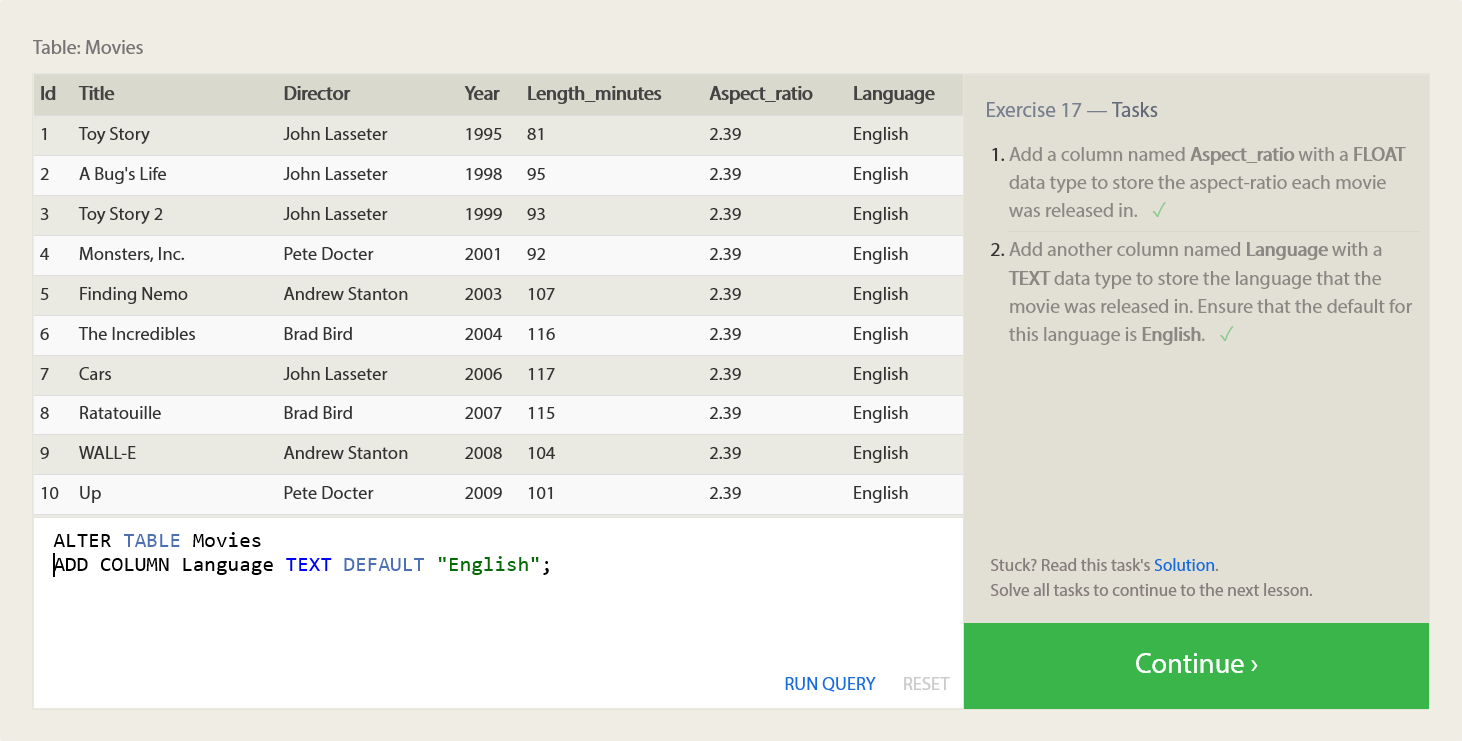 Table: Movies
Id Title Director Year Length_minutes Aspect_ratio Language
1 Toy Story John Lasseter 1995 81 2.39 English
2 A Bug's Life John Lasseter 1998 95 2.39 English
3 Toy Story 2 John Lasseter 1999 93 2.39 English
4 Monsters, Inc. Pete Docter 2001 92 2.39 English
5 Finding Nemo Andrew Stanton 2003 107 2.39 English
6 The Incredibles Brad Bird 2004 116 2.39 English
7 Cars John Lasseter 2006 117 2.39 English
8 Ratatouille Brad Bird 2007 115 2.39 English
9 WALL-E Andrew Stanton 2008 104 2.39 English
10 Up Pete Docter 2009 101 2.39 English
ALTER TABLE Movies
ADD COLUMN Language TEXT DEFAULT "English";
RUN QUERY RESET
Exercise 17 — Tasks
1. Add a column named Aspect_ratio with a FLOAT
data type to store the aspect-ratio each movie
was released in. ✓
2. Add another column named Language with a
TEXT data type to store the language that the
movie was released in. Ensure that the default for
this language is English. ✓
Stuck? Read this task's Solution.
Solve all tasks to continue to the next lesson.
Continue ›